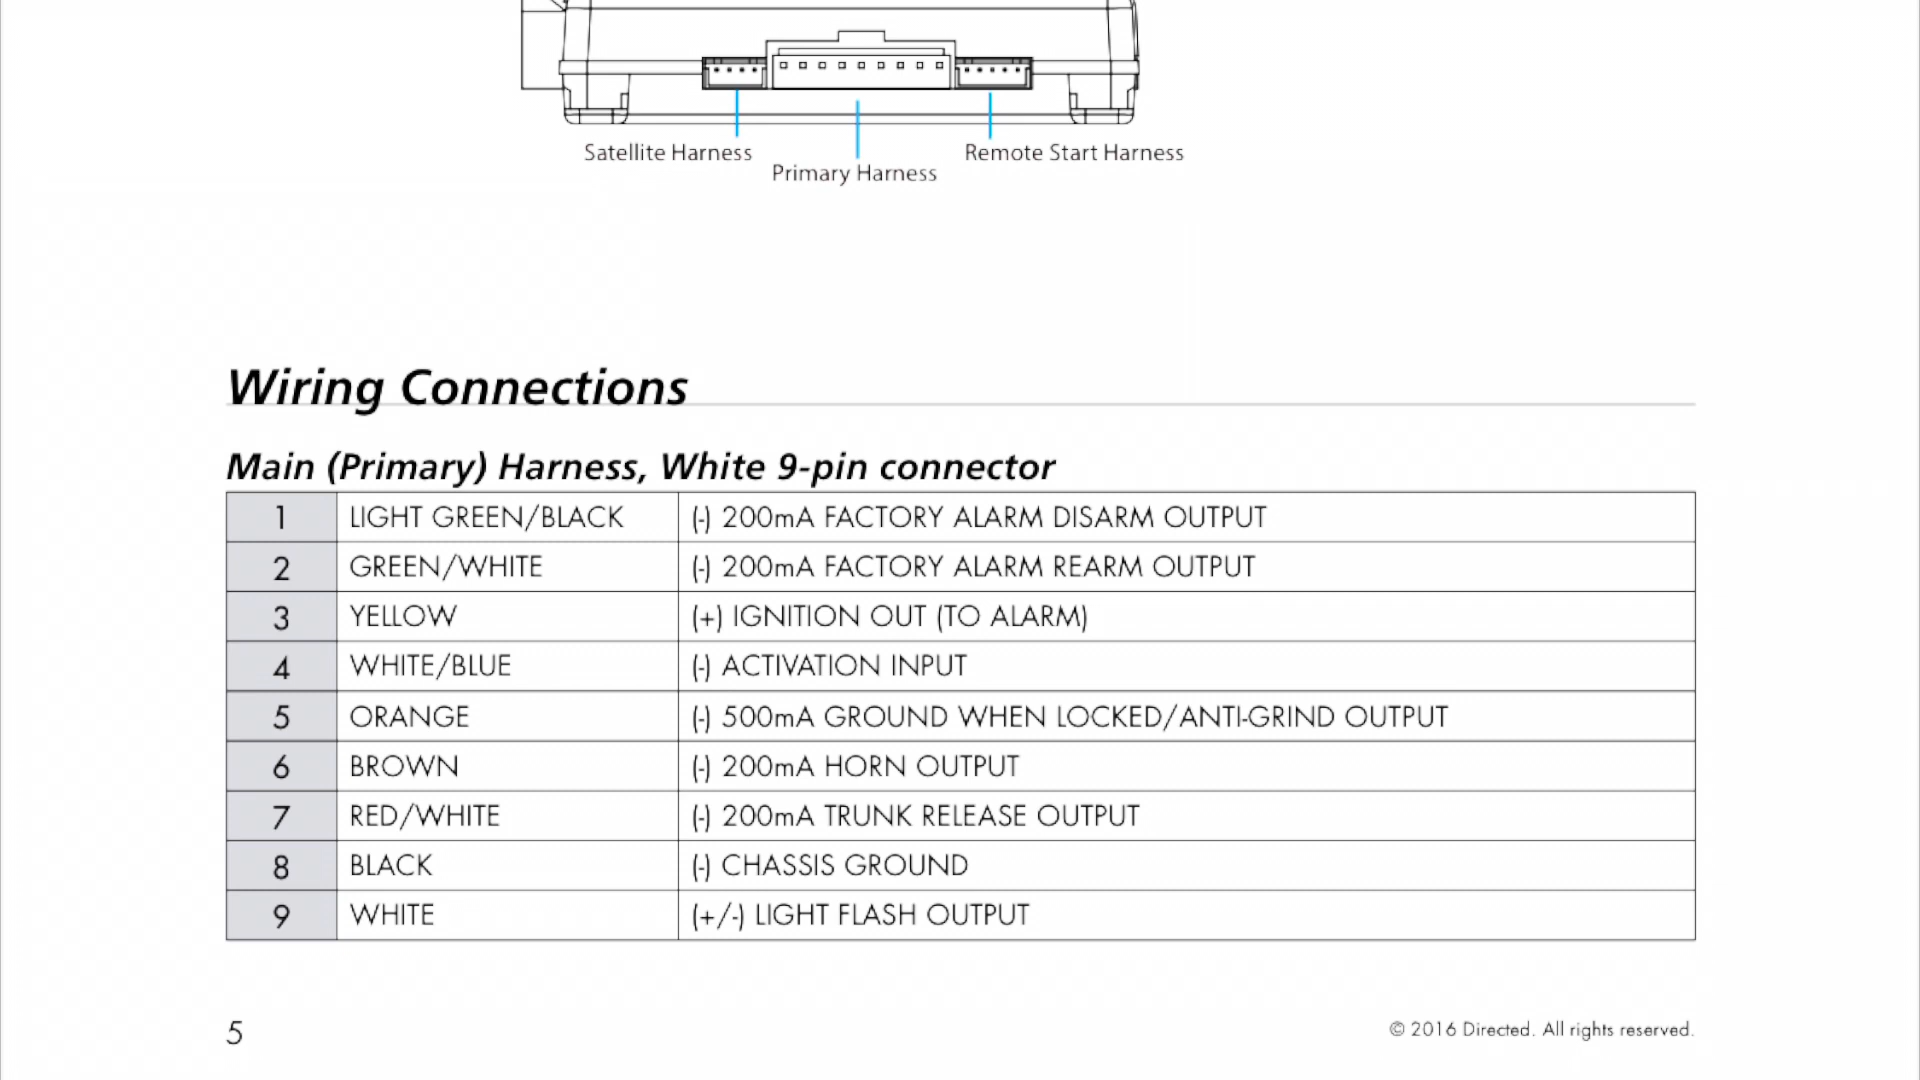 Satellite Harness
Primary Harness
Remote Start Harness
Wiring Connections
Main (Primary) Harness, White 9-pin connector
1 LIGHT GREEN/BLACK (-) 200mA FACTORY ALARM DISARM OUTPUT
2 GREEN/WHITE (-) 200mA FACTORY ALARM REARM OUTPUT
3 YELLOW (+) IGNITION OUT (TO ALARM)
4 WHITE/BLUE (-) ACTIVATION INPUT
5 ORANGE (-) 500mA GROUND WHEN LOCKED/ANTI-GRIND OUTPUT
6 BROWN (-) 200mA HORN OUTPUT
7 RED/WHITE (-) 200mA TRUNK RELEASE OUTPUT
8 BLACK (-) CHASSIS GROUND
9 WHITE (+/-) LIGHT FLASH OUTPUT
5
© 2016 Directed. All rights reserved.